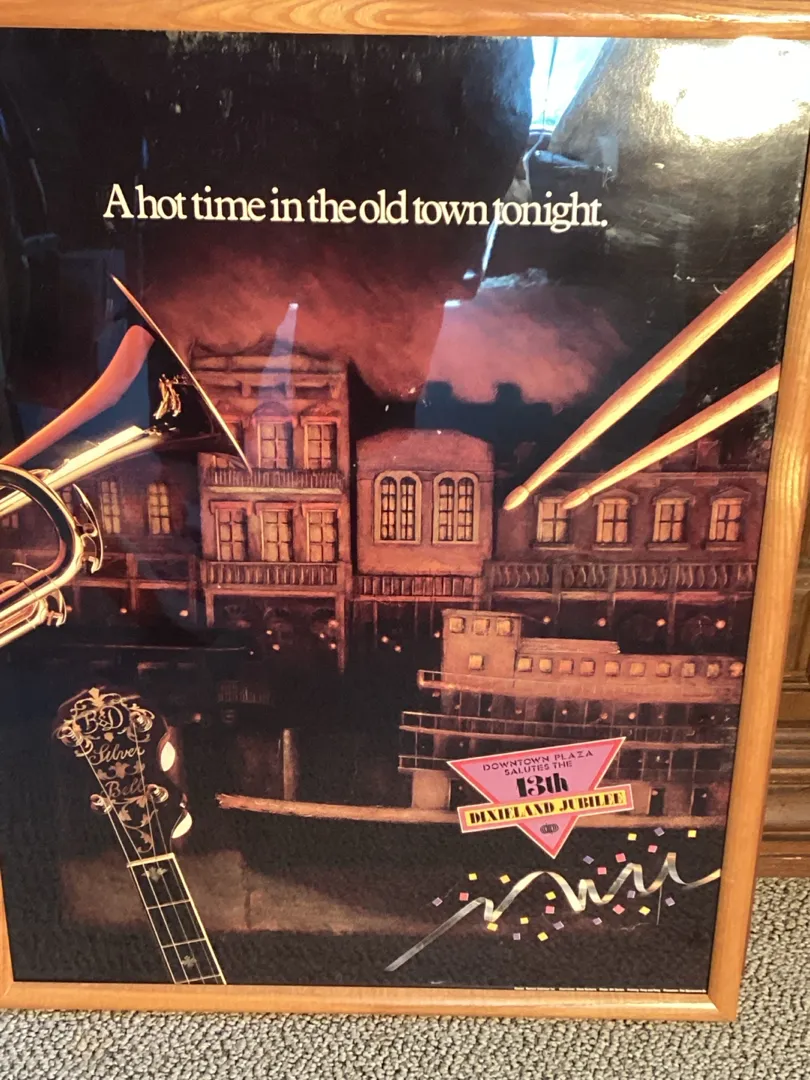 A hot time in the old town tonight.
B&D
Silver
Bell
DOWNTOWN PLAZA
SALUTES THE
13th
DIXIELAND JUBILEE